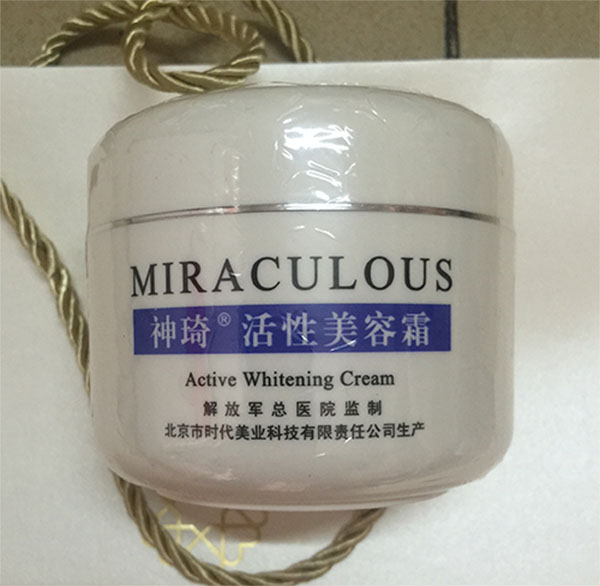 MIRACULOUS
神琦® 活性美容霜
Active Whitening Cream
解放军总医院监制
北京市时代美业科技有限责任公司生产